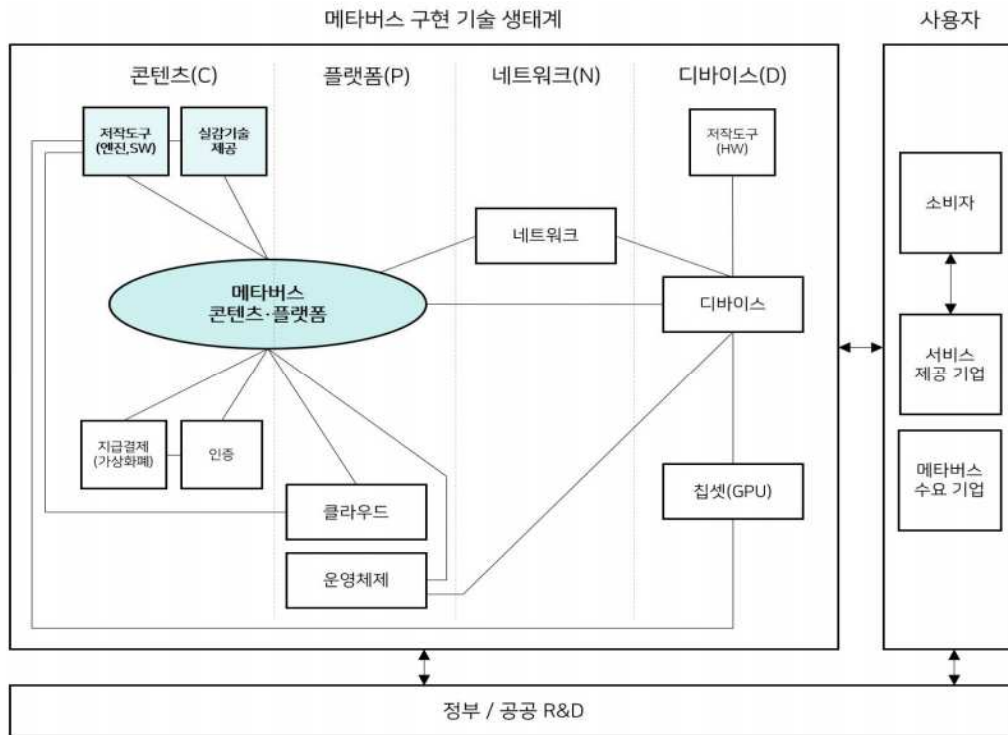 메타버스 구현 기술 생태계
사용자
콘텐츠(C)
플랫폼(P)
네트워크(N)
디바이스(D)
저작도구
(엔진,SW)
실감기술
제공
저작도구
(HW)
네트워크
메타버스
콘텐츠·플랫폼
디바이스
지급결제
(가상화폐)
인증
클라우드
운영체제
칩셋(GPU)
소비자
서비스
제공 기업
메타버스
수요 기업
정부 / 공공 R&D